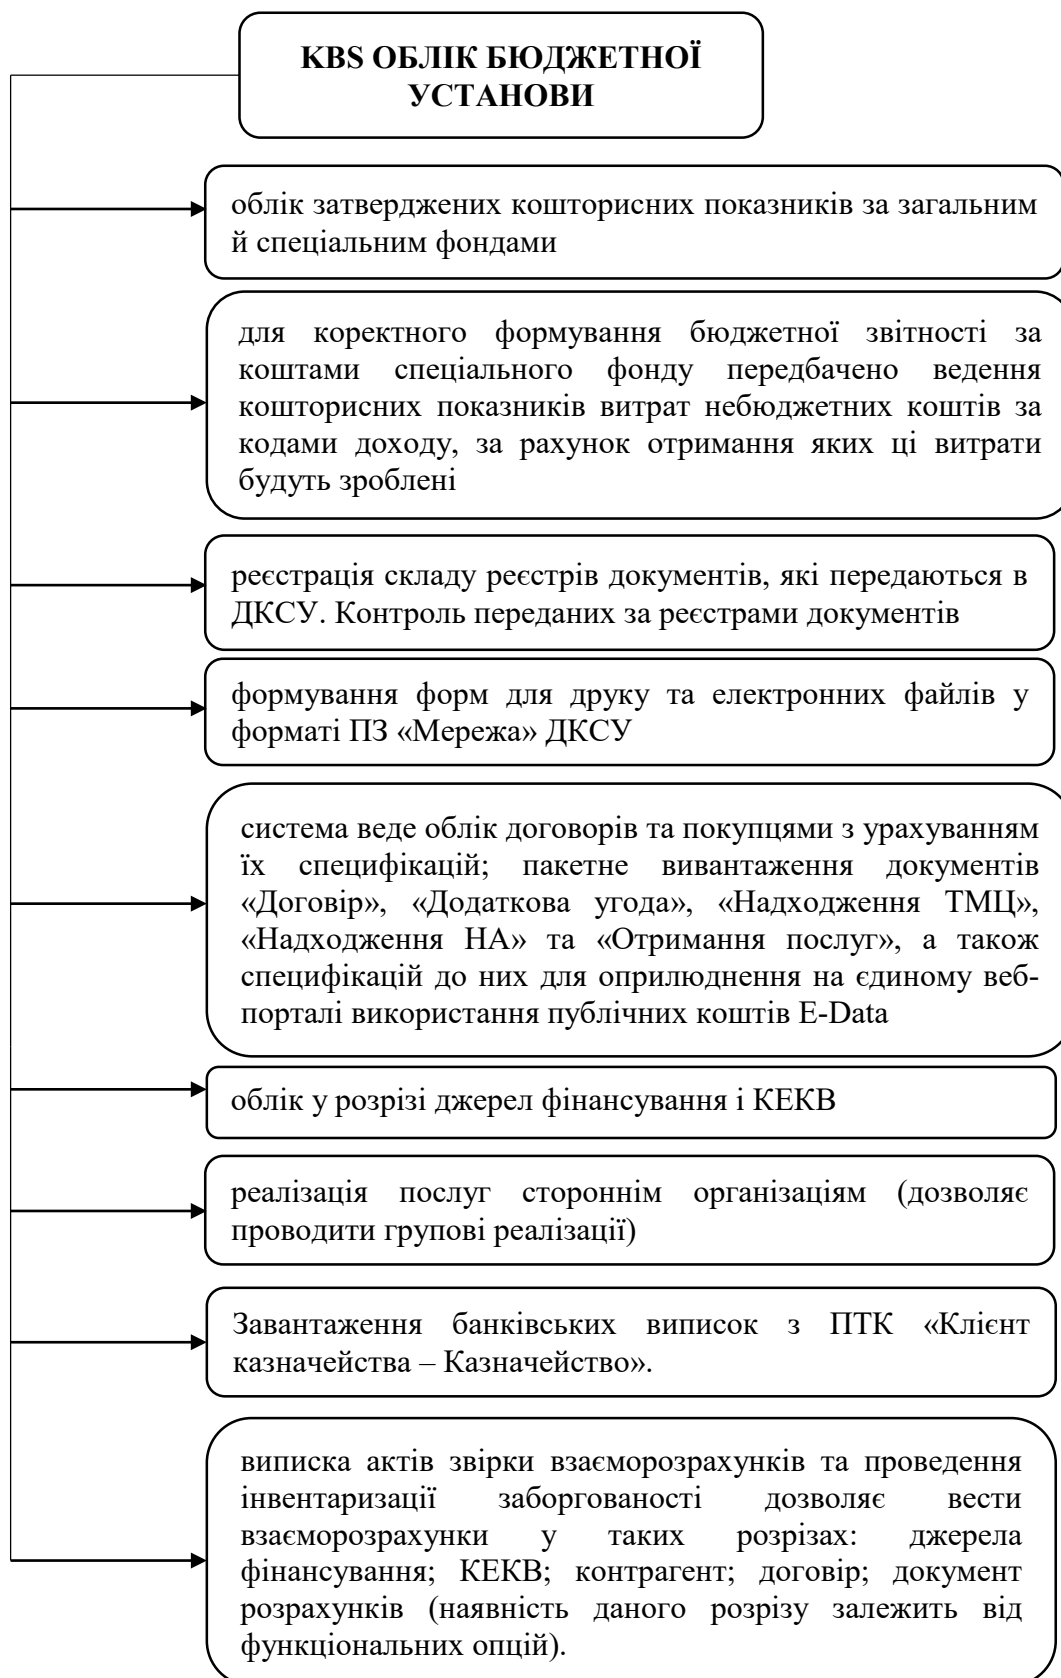 KBS ОБЛІК БЮДЖЕТНОЇ
УСТАНОВИ
облік затверджених кошторисних показників за загальним
й спеціальним фондами
для коректного формування бюджетної звітності за
коштами спеціального фонду передбачено ведення
кошторисних показників витрат небюджетних коштів за
кодами доходу, за рахунок отримання яких ці витрати
будуть зроблені
реєстрація складу реєстрів документів, які передаються в
ДКСУ. Контроль переданих за реєстрами документів
формування форм для друку та електронних файлів у
форматі ПЗ «Мережа» ДКСУ
система веде облік договорів та покупцями з урахуванням
їх специфікацій; пакетне вивантаження документів
«Договір», «Додаткова угода», «Надходження ТМЦ»,
«Надходження НА» та «Отримання послуг», а також
специфікацій до них для оприлюднення на єдиному веб-
порталі використання публічних коштів E-Data
облік у розрізі джерел фінансування і КЕКВ
реалізація послуг стороннім організаціям (дозволяє
проводити групові реалізації)
Завантаження банківських виписок з ПТК «Клієнт
казначейства – Казначейство».
виписка актів звірки взаєморозрахунків та проведення
інвентаризації заборгованості дозволяє вести
взаєморозрахунки у таких розрізах: джерела
фінансування; КЕКВ; контрагент; договір; документ
розрахунків (наявність даного розрізу залежить від
функціональних опцій).